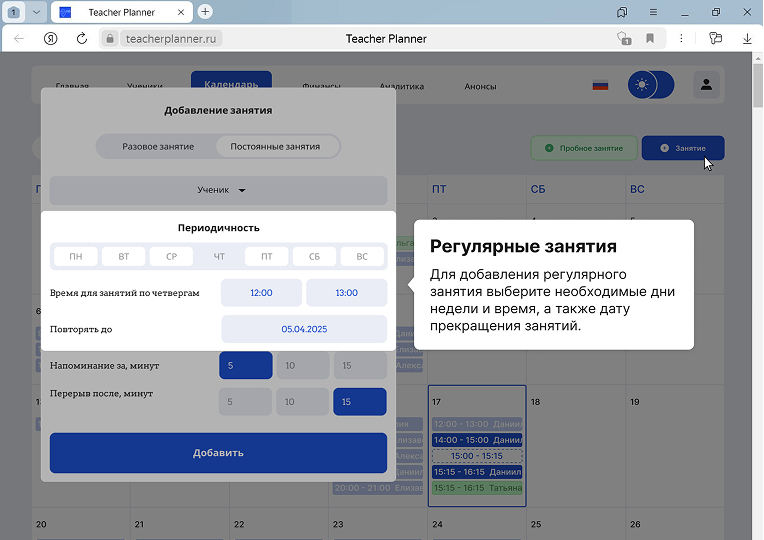 1
Teacher Planner
teacherplanner.ru
Teacher Planner
1
Главная
Ученики
Календарь
Финансы
Аналитика
Анонсы
Добавление занятия
Разовое занятие
Постоянные занятия
Пробное занятие
Занятие
Ученик
ПТ
СБ
ВС
Периодичность
ПН
ВТ
СР
ЧТ
ПТ
СБ
ВС
Время для занятий по четвергам
12:00
13:00
Повторять до
05.04.2025
Регулярные занятия
Для добавления регулярного
занятия выберите необходимые дни
недели и время, а также дату
прекращения занятий.
Напоминание за, минут
5
10
15
Перерыв после, минут
5
10
15
Добавить
17
18
19
12:00 - 13:00 Даниил
14:00 - 15:00 Даниил
15:00 - 15:15
15:15 - 16:15 Даниил
15:15 - 16:15 Татьяна
20:00 - 21:00 Елизав
20
21
22
23
24
25
26